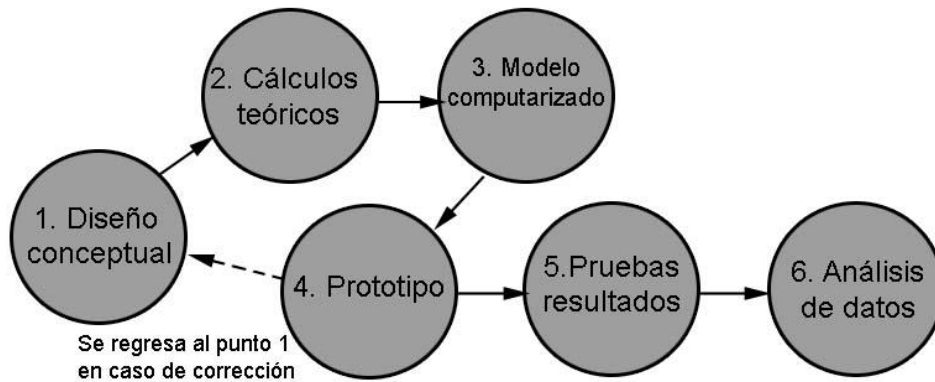 1. Diseño
conceptual
2. Cálculos
teóricos
3. Modelo
computarizado
4. Prototipo
5.Pruebas
resultados
6. Análisis
de datos
Se regresa al punto 1
en caso de corrección